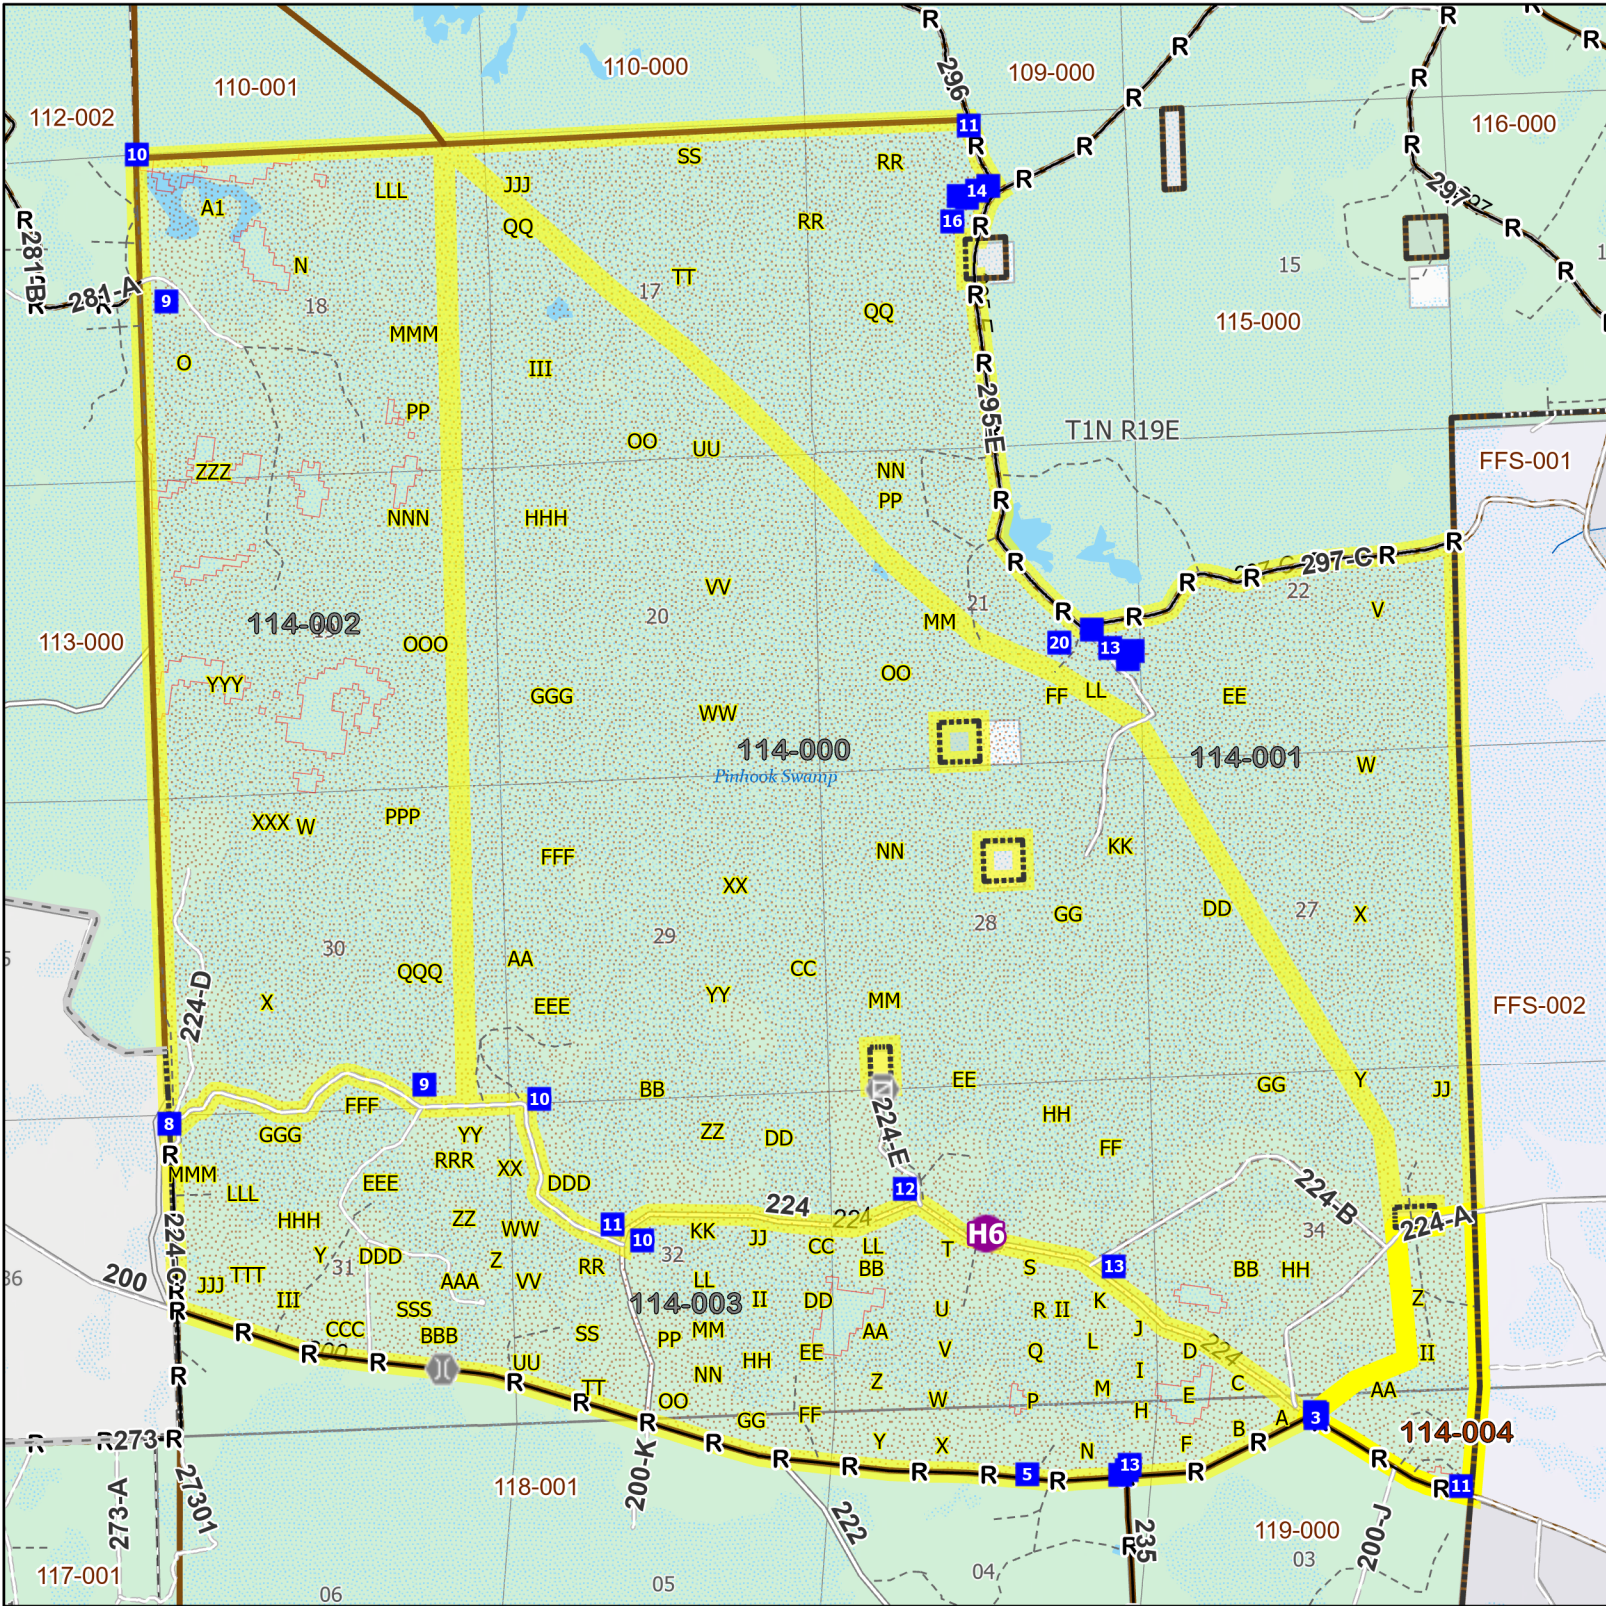 R
R
R
R
R
R
296
110-000
109-000
110-001
R
R
112-002
11
116-000
R
R
R
10
SS
RR
R
LLL
JJJ
14
297
A1
16
QQ
RR
R
R
R
281-B
N
TT
15
R
281-A
R
R
9
18
17
R
QQ
115-000
MMM
O
III
R
PP
295-E
OO
UU
T1N R19E
ZZZ
NN
FFS-001
PP
R
NNN
HHH
R
R
297-C
R
R
VV
R
R
22
21
V
R
R
114-002
20
MM
113-000
OOO
20
13
OO
YYY
GGG
FF
LL
EE
WW
114-000
114-001
W
Pinhook Swamp
XXX
W
PPP
NN
KK
FFF
XX
GG
DD
27
X
28
30
29
AA
CC
QQQ
YY
MM
X
EEE
FFS-002
224-D
EE
Y
9
BB
GG
JJ
10
FFF
HH
8
GGG
YY
ZZ
DD
224-E
FF
R
RRR
XX
MMM
LLL
EEE
DDD
12
224-B
224
224
HHH
ZZ
WW
11
KK
JJ
H6
224-A
10
CC
LL
T
34
224-C
Y
DDD
Z
32
31
RR
BB
S
13
BB
HH
200
JJJ
TTT
AAA
VV
LL
36
III
SSS
114-003
II
DD
U
R
II
K
Z
R
R
CCC
BBB
SS
PP
MM
AA
L
J
R
R
UU
HH
EE
V
Q
D
224
II
R
R
TT
NN
Z
M
I
C
AA
R
OO
W
P
E
R
GG
FF
H
A
3
R
273
R
R
R
Y
X
N
F
B
R
114-004
R
R
R
R
5
R
13
R
R
11
118-001
200-K
273-A
27301
222
235
R
119-000
200-J
117-001
06
05
04
03